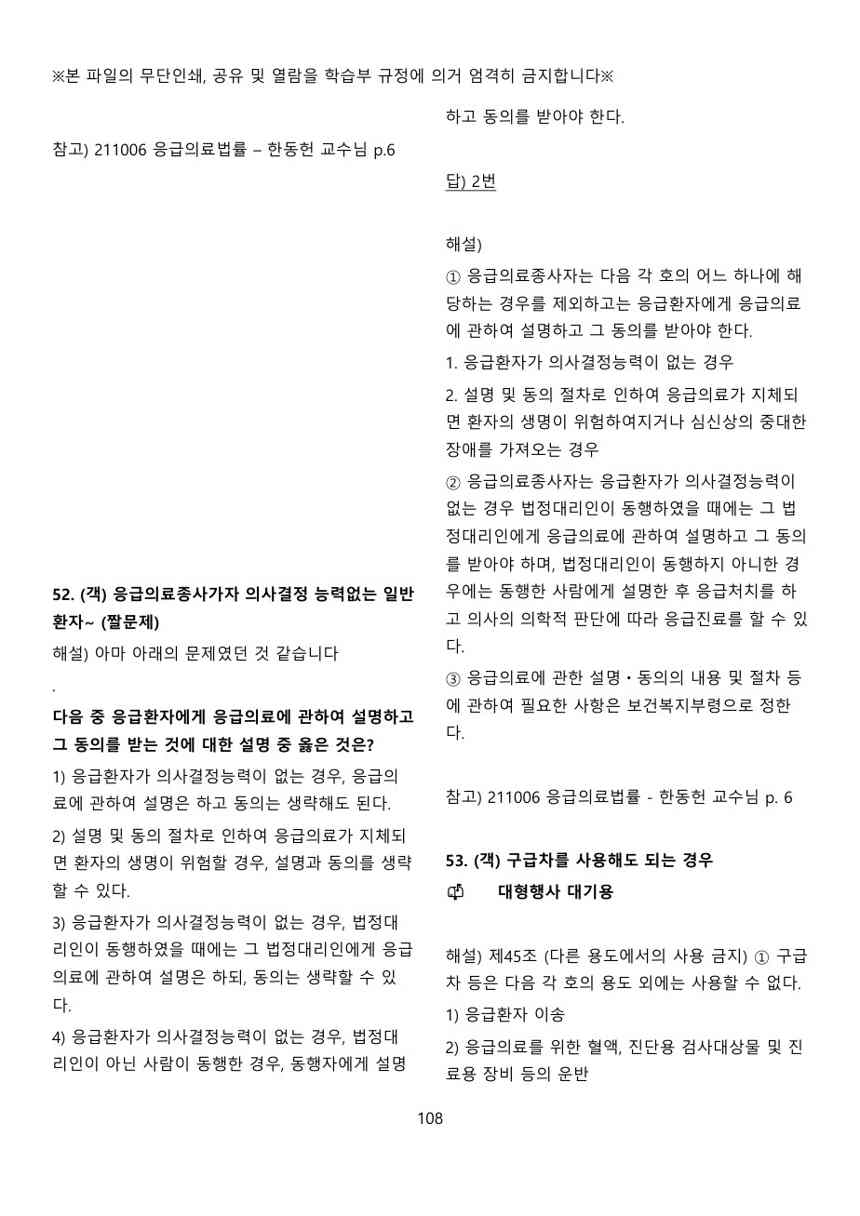 ※본 파일의 무단인쇄, 공유 및 열람을 학습부 규정에 의거 엄격히 금지합니다※
참고) 211006 응급의료법률 – 한동헌 교수님 p.6
52. (객) 응급의료종사가자 의사결정 능력없는 일반
환자~ (짤문제)
해설) 아마 아래의 문제였던 것 같습니다
.
다음 중 응급환자에게 응급의료에 관하여 설명하고
그 동의를 받는 것에 대한 설명 중 옳은 것은?
1) 응급환자가 의사결정능력이 없는 경우, 응급의
료에 관하여 설명은 하고 동의는 생략해도 된다.
2) 설명 및 동의 절차로 인하여 응급의료가 지체되
면 환자의 생명이 위험할 경우, 설명과 동의를 생략
할 수 있다.
3) 응급환자가 의사결정능력이 없는 경우, 법정대
리인이 동행하였을 때에는 그 법정대리인에게 응급
의료에 관하여 설명은 하되, 동의는 생략할 수 있
다.
4) 응급환자가 의사결정능력이 없는 경우, 법정대
리인이 아닌 사람이 동행한 경우, 동행자에게 설명
하고 동의를 받아야 한다.
답) 2번
해설)
① 응급의료종사자는 다음 각 호의 어느 하나에 해
당하는 경우를 제외하고는 응급환자에게 응급의료
에 관하여 설명하고 그 동의를 받아야 한다.
1. 응급환자가 의사결정능력이 없는 경우
2. 설명 및 동의 절차로 인하여 응급의료가 지체되
면 환자의 생명이 위험하여지거나 심신상의 중대한
장애를 가져오는 경우
② 응급의료종사자는 응급환자가 의사결정능력이
없는 경우 법정대리인이 동행하였을 때에는 그 법
정대리인에게 응급의료에 관하여 설명하고 그 동의
를 받아야 하며, 법정대리인이 동행하지 아니한 경
우에는 동행한 사람에게 설명한 후 응급처치를 하
고 의사의 의학적 판단에 따라 응급진료를 할 수 있
다.
③ 응급의료에 관한 설명・동의의 내용 및 절차 등
에 관하여 필요한 사항은 보건복지부령으로 정한
다.
참고) 211006 응급의료법률 - 한동헌 교수님 p. 6
53. (객) 구급차를 사용해도 되는 경우
대형행사 대기용
해설) 제45조 (다른 용도에서의 사용 금지) ① 구급
차 등은 다음 각 호의 용도 외에는 사용할 수 없다.
1) 응급환자 이송
2) 응급의료를 위한 혈액, 진단용 검사대상물 및 진
료용 장비 등의 운반
108